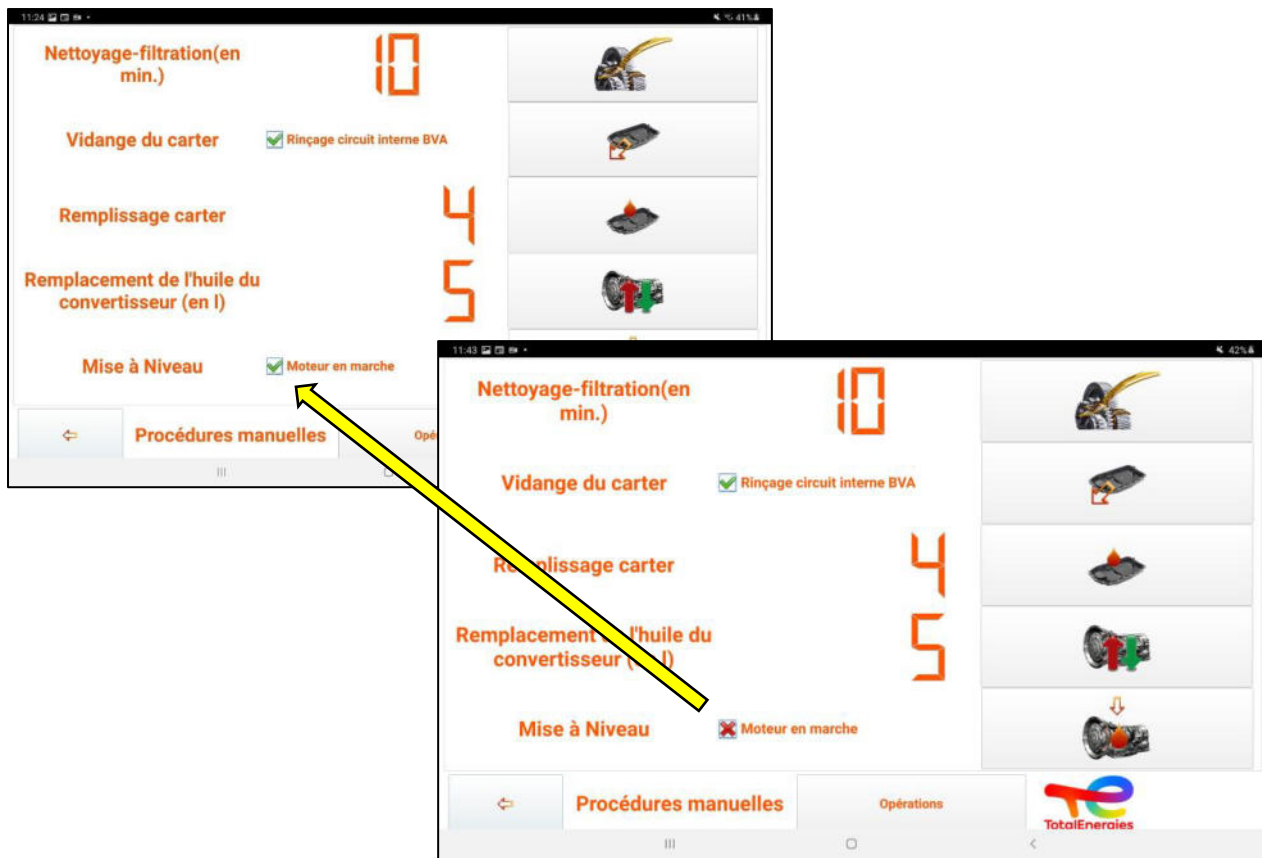 11:24
41%
Nettoyage-filtration(en
min.)
10
Vidange du carter
Rinçage circuit interne BVA
Remplissage carter
4
Remplacement de l'huile du
convertisseur (en l)
5
Mise à Niveau
Moteur en marche
Procédures manuelles
11:43
42%
Nettoyage-filtration(en
min.)
10
Vidange du carter
Rinçage circuit interne BVA
Remplissage carter
4
Remplacement de l'huile du
convertisseur (en l)
5
Mise à Niveau
Moteur en marche
Procédures manuelles
Opérations
TotalEnergies